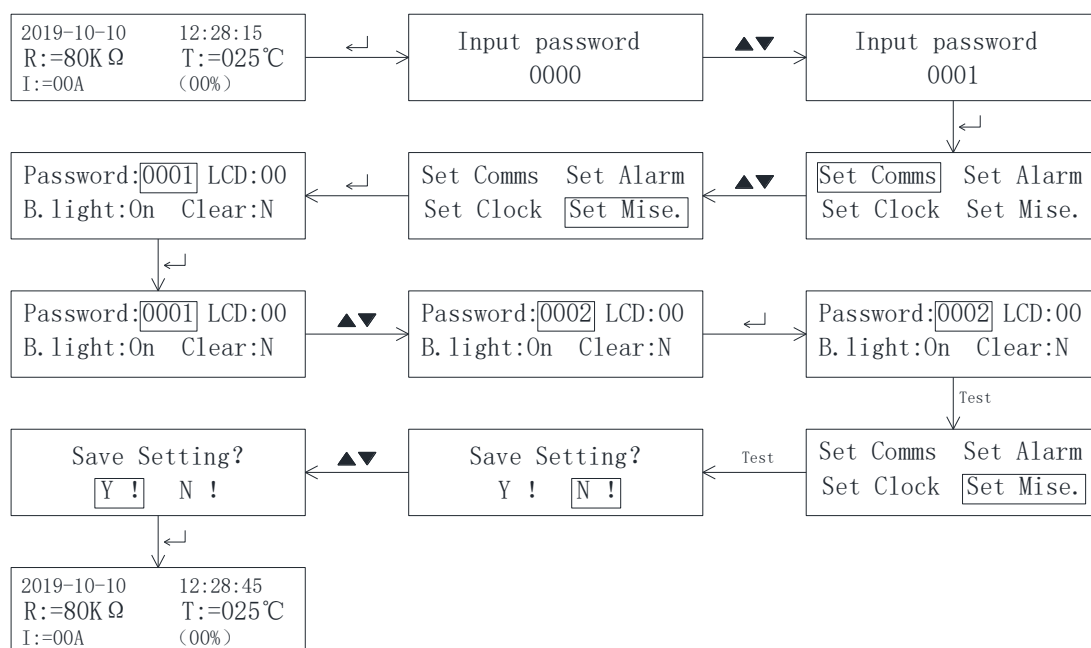 2019-10-10 12:28:15
R:=80KΩ T:=025℃
I:=00A (00%)
Input password
0000
▲▼
Input password
0001
Password:0001 LCD:00
B.light:On Clear:N
Set Comms Set Alarm
Set Clock Set Mise.
▲▼
Set Comms Set Alarm
Set Clock Set Mise.
Password:0001 LCD:00
B.light:On Clear:N
▲▼
Password:0002 LCD:00
B.light:On Clear:N
Password:0002 LCD:00
B.light:On Clear:N
Test
Save Setting?
Y ! N !
▲▼
Save Setting?
Y ! N !
Test
Set Comms Set Alarm
Set Clock Set Mise.
2019-10-10 12:28:45
R:=80KΩ T:=025℃
I:=00A (00%)